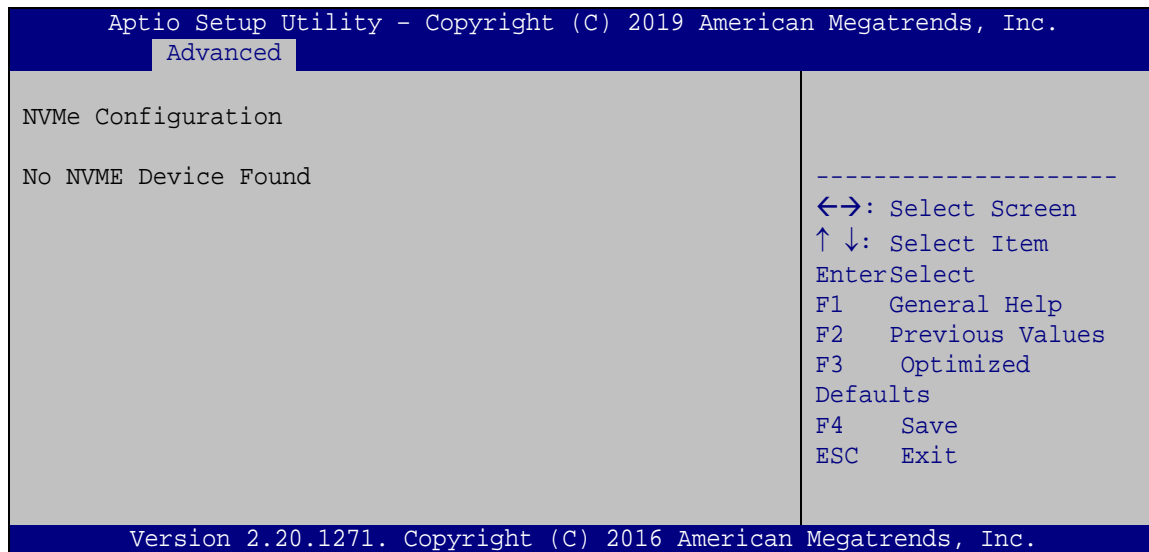 Aptio Setup Utility – Copyright (C) 2019 American Megatrends, Inc.
Advanced
NVMe Configuration
No NVME Device Found
---------------------
←→: Select Screen
↑ ↓: Select Item
EnterSelect
F1 General Help
F2 Previous Values
F3 Optimized
Defaults
F4 Save
ESC Exit
Version 2.20.1271. Copyright (C) 2016 American Megatrends, Inc.